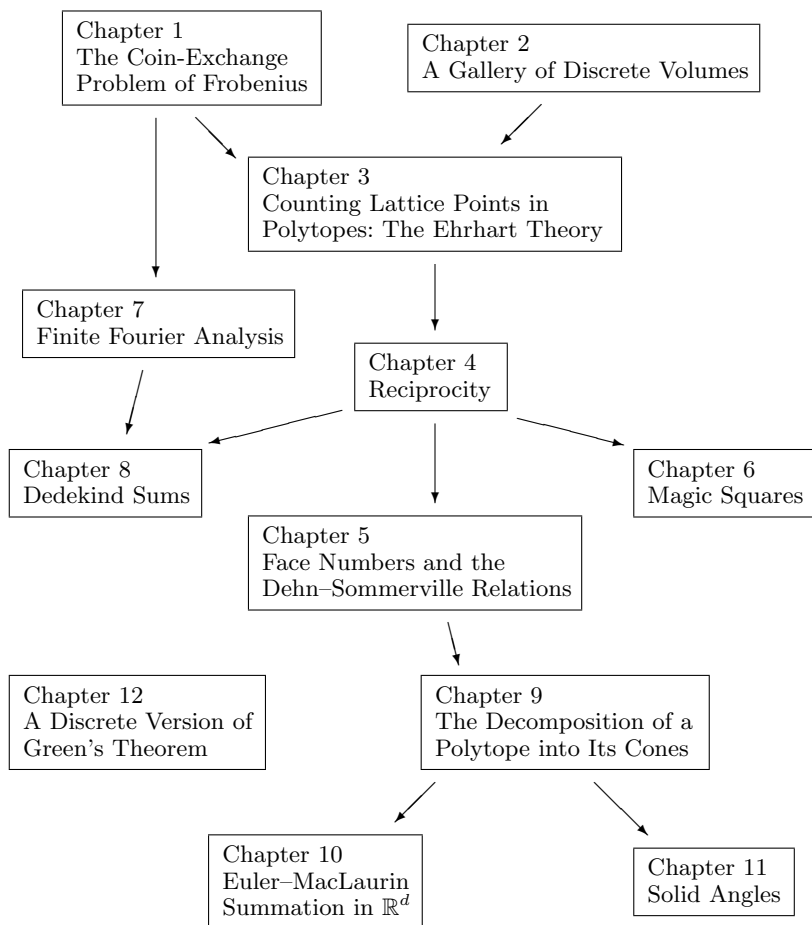 Chapter 1
The Coin-Exchange
Problem of Frobenius
Chapter 2
A Gallery of Discrete Volumes
Chapter 3
Counting Lattice Points in
Polytopes: The Ehrhart Theory
Chapter 7
Finite Fourier Analysis
Chapter 4
Reciprocity
Chapter 8
Dedekind Sums
Chapter 6
Magic Squares
Chapter 5
Face Numbers and the
Dehn–Sommerville Relations
Chapter 12
A Discrete Version of
Green's Theorem
Chapter 9
The Decomposition of a
Polytope into Its Cones
Chapter 10
Euler–MacLaurin
Summation in ℝᵈ
Chapter 11
Solid Angles